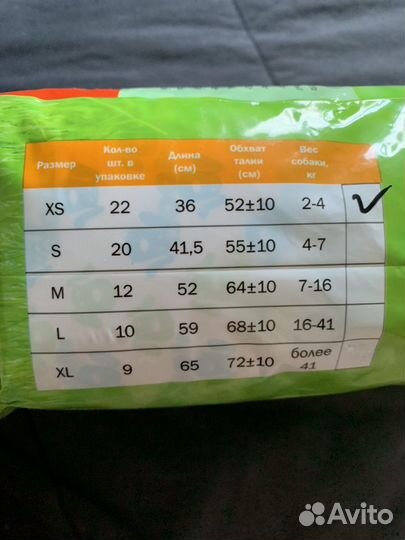 Размер Кол-во шт. в упаковке Длина (см) Обхват талии (см) Вес собаки, кг
XS 22 36 52±10 2-4 ✓
S 20 41,5 55±10 4-7
M 12 52 64±10 7-16
L 10 59 68±10 16-41
XL 9 65 72±10 более 41
Avito